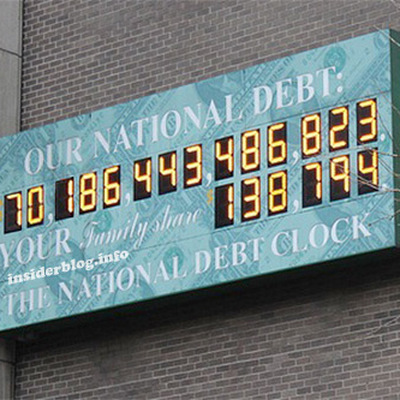 OUR NATIONAL DEBT:
70,186,443,486,823,
YOUR Family share 138,794
THE NATIONAL DEBT CLOCK
insiderblog.info